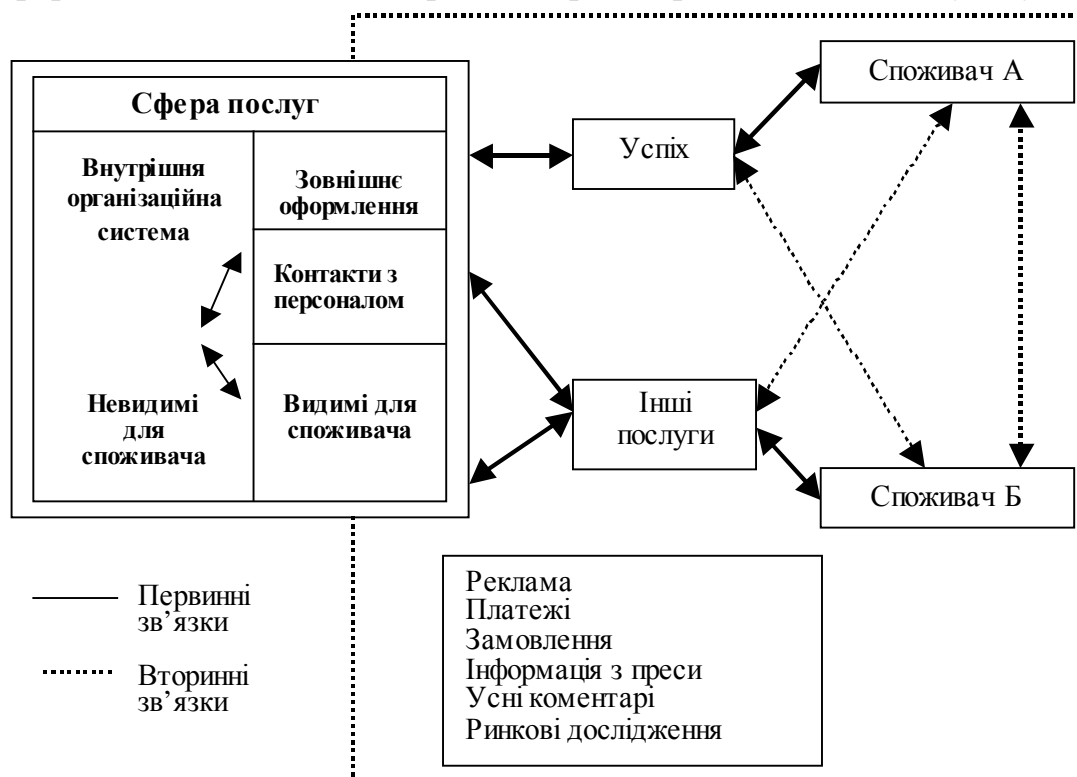 Споживач А
Сфера послуг
Успіх
Внутрішня
організаційна
система
Зовнішнє
оформлення
Контакти з
персоналом
Невидимі
для
споживача
Видимі для
споживача
Інші
послуги
Споживач Б
Первинні
зв’язки
Вторинні
зв’язки
Реклама
Платежі
Замовлення
Інформація з преси
Усні коментарі
Ринкові дослідження